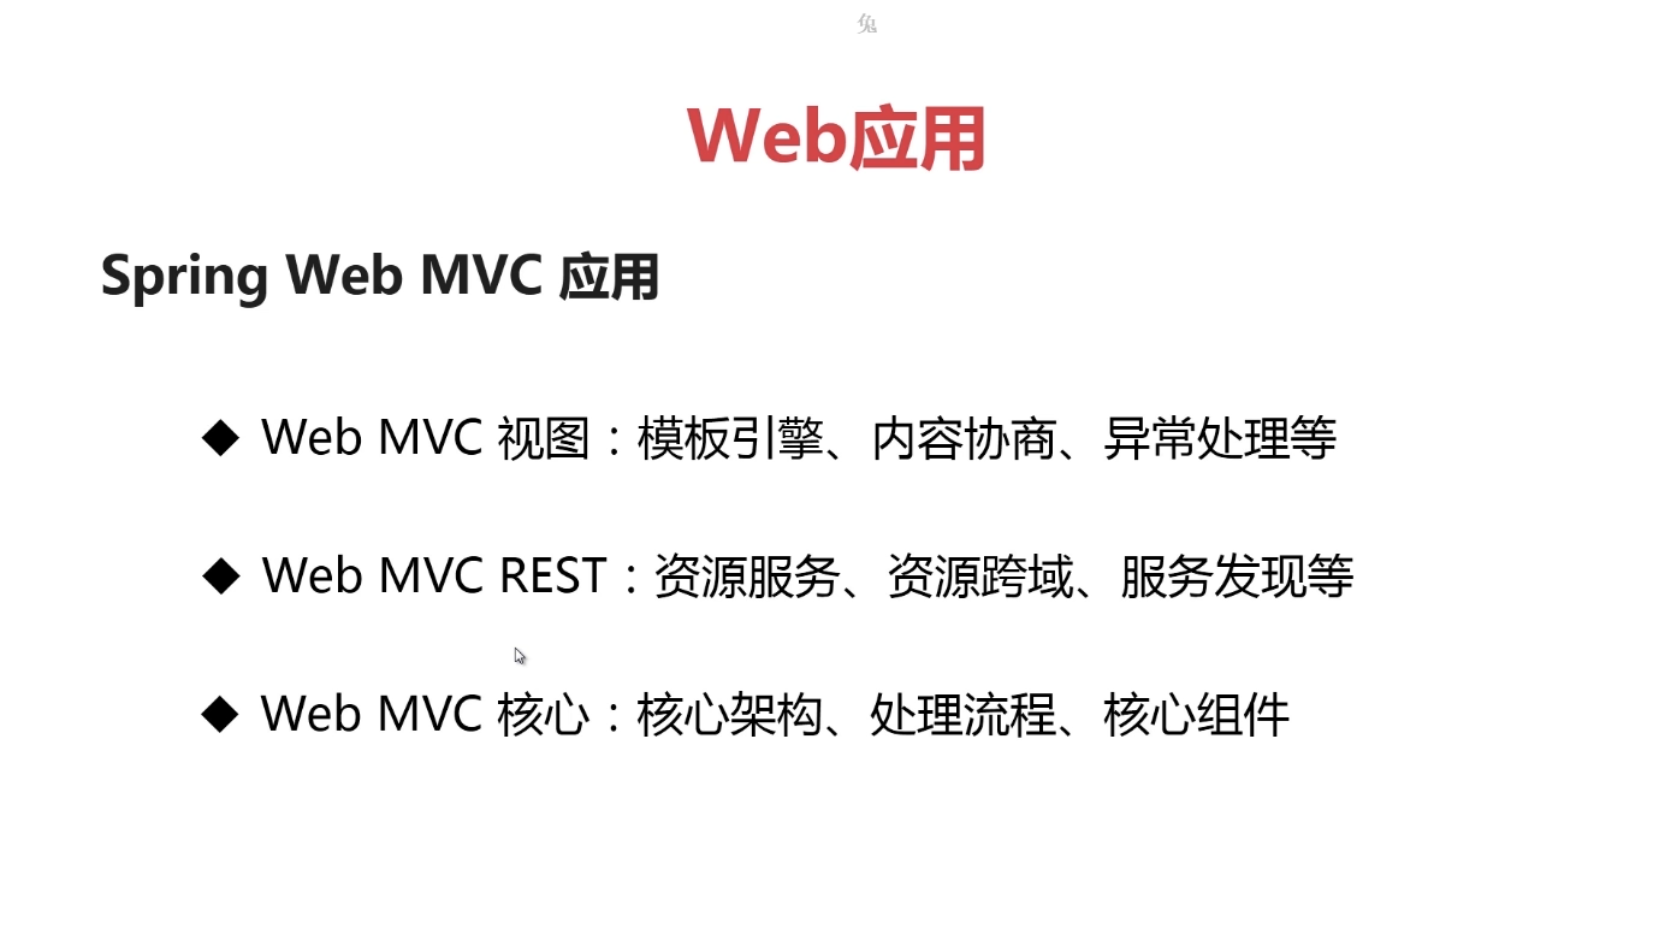 兔
Web应用
Spring Web MVC 应用
◆ Web MVC 视图：模板引擎、内容协商、异常处理等
◆ Web MVC REST：资源服务、资源跨域、服务发现等
◆ Web MVC 核心：核心架构、处理流程、核心组件